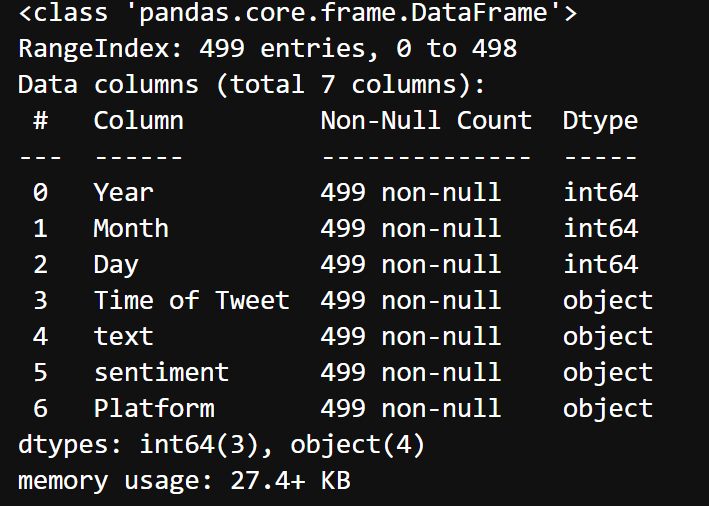 <class 'pandas.core.frame.DataFrame'>
RangeIndex: 499 entries, 0 to 498
Data columns (total 7 columns):
 #   Column         Non-Null Count  Dtype
---  ------         --------------  -----
 0   Year           499 non-null    int64
 1   Month          499 non-null    int64
 2   Day            499 non-null    int64
 3   Time of Tweet  499 non-null    object
 4   text           499 non-null    object
 5   sentiment      499 non-null    object
 6   Platform       499 non-null    object
dtypes: int64(3), object(4)
memory usage: 27.4+ KB